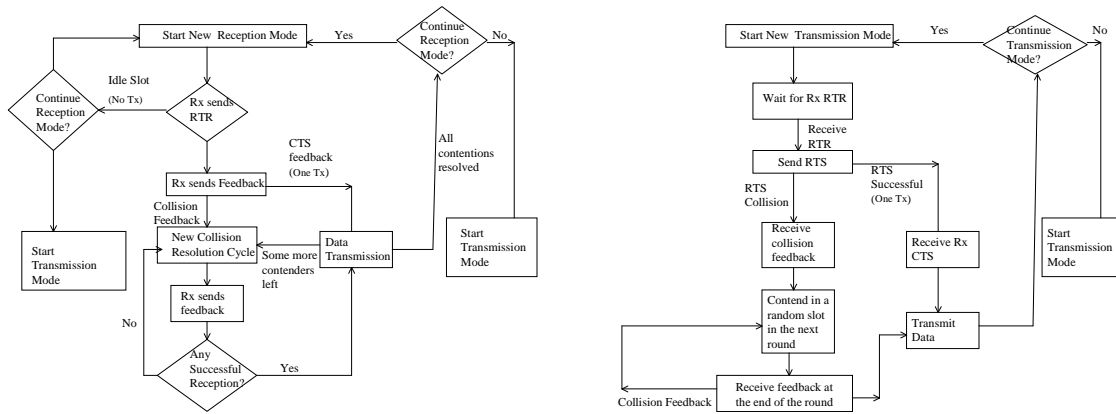 Start New  Reception Mode
Yes
Continue
Reception
Mode?
No
Idle Slot
(No Tx)
Continue
Reception
Mode?
Rx sends
RTR
CTS
feedback
(One Tx)
All
contentions
resolved
Rx sends Feedback
Collision
Feedback
New Collision
Resolution Cycle
Some more
contenders
left
Data
Transmission
Start
Transmission
Mode
Start
Transmission
Mode
Rx sends
feedback
No
Any
Successful
Reception?
Yes
Start New  Transmission Mode
Yes
Continue
Transmission
Mode?
No
Wait for Rx RTR
Receive
RTR
Send RTS
RTS
Collision
RTS
Successful
(One Tx)
Receive
collision
feedback
Receive Rx
CTS
Start
Transmission
Mode
Contend in a
random slot
in the next
round
Transmit
Data
Receive feedback at
the end of the round
Collision Feedback